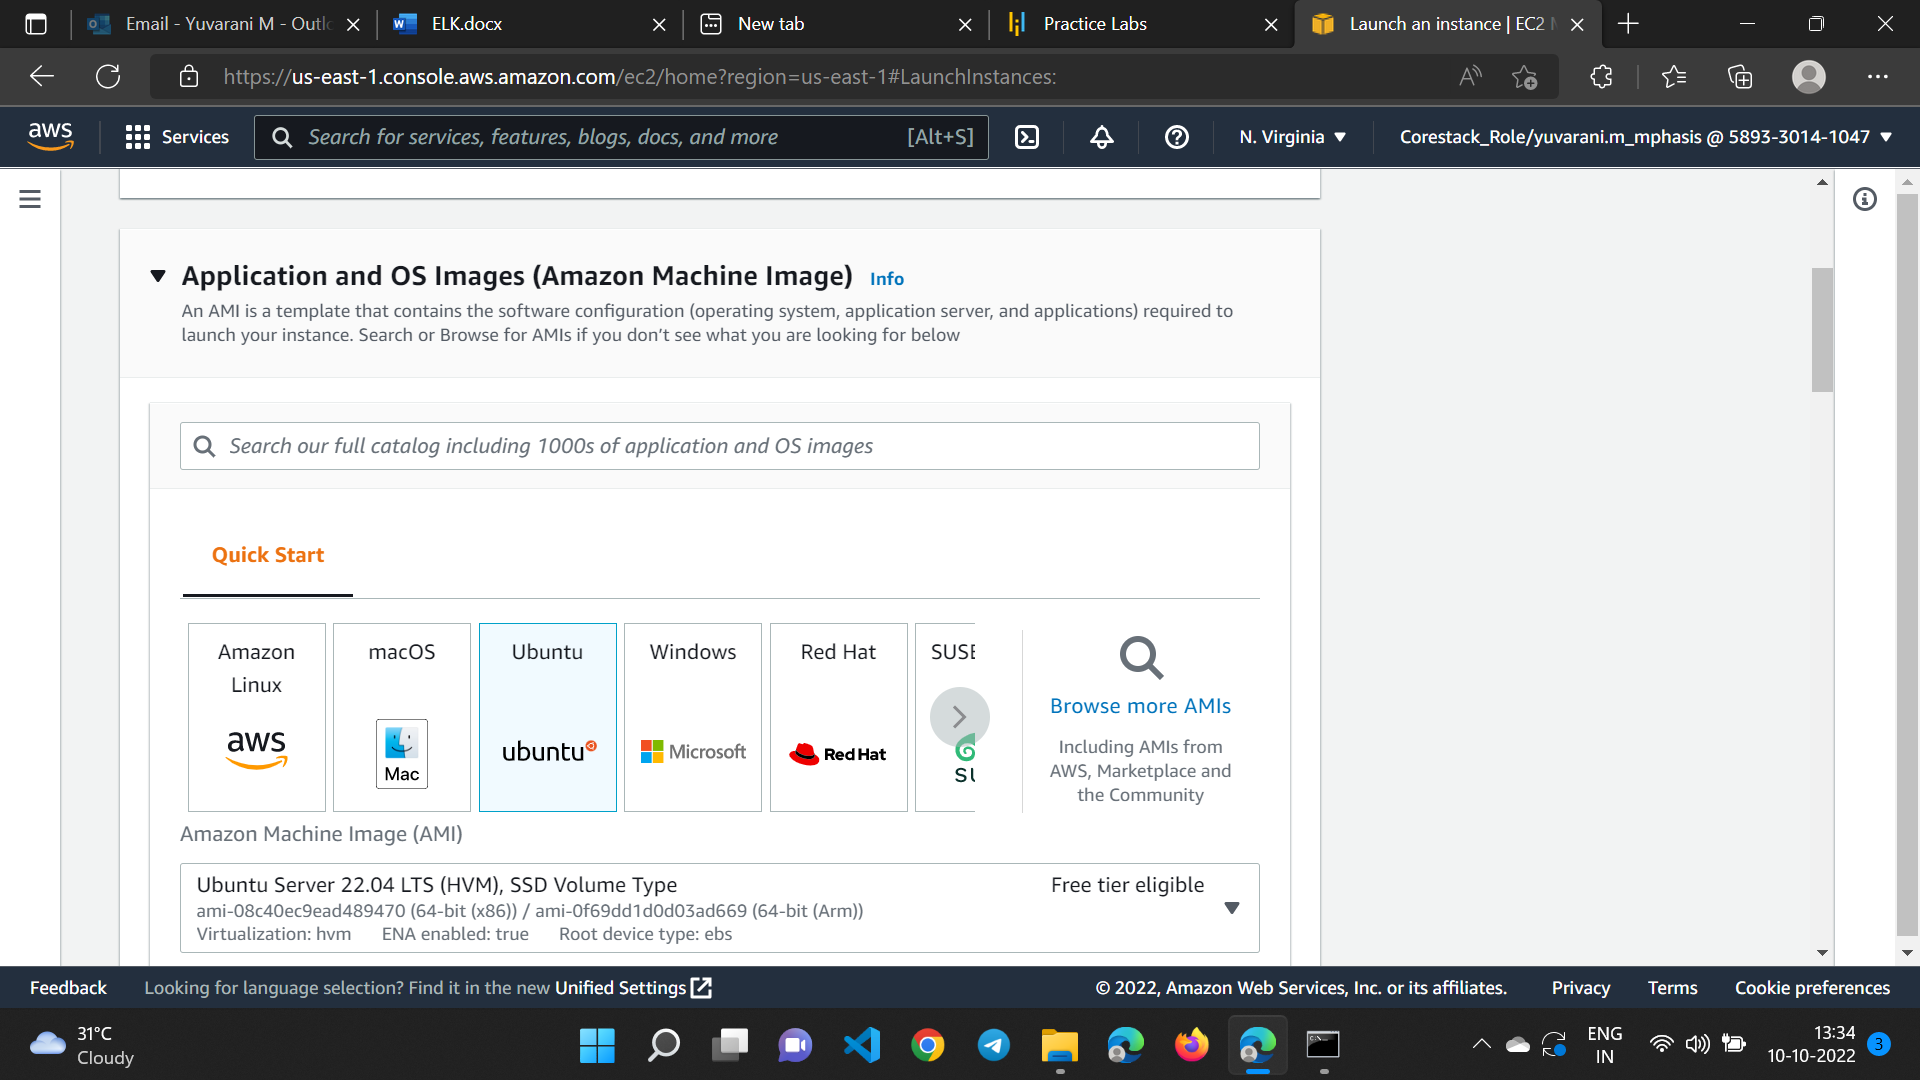 Email - Yuvarani M - Outlo
ELK.docx
New tab
Practice Labs
Launch an instance | EC2 M
https://us-east-1.console.aws.amazon.com/ec2/home?region=us-east-1#LaunchInstances:
aws
Services
Search for services, features, blogs, docs, and more
[Alt+S]
N. Virginia
Corestack_Role/yuvarani.m_mphasis @ 5893-3014-1047
Application and OS Images (Amazon Machine Image) Info
An AMI is a template that contains the software configuration (operating system, application server, and applications) required to
launch your instance. Search or Browse for AMIs if you don’t see what you are looking for below
Search our full catalog including 1000s of application and OS images
Quick Start
Amazon
Linux
aws
macOS
Mac
Ubuntu
ubuntu
Windows
Microsoft
Red Hat
Red Hat
SUSE
SU
Browse more AMIs
Including AMIs from
AWS, Marketplace and
the Community
Amazon Machine Image (AMI)
Ubuntu Server 22.04 LTS (HVM), SSD Volume Type
Free tier eligible
ami-08c40ec9ead489470 (64-bit (x86)) / ami-0f69dd1d0d03ad669 (64-bit (Arm))
Virtualization: hvm ENA enabled: true Root device type: ebs
Feedback
Looking for language selection? Find it in the new Unified Settings
© 2022, Amazon Web Services, Inc. or its affiliates.
Privacy
Terms
Cookie preferences
31°C
Cloudy
ENG
IN
13:34
10-10-2022
3